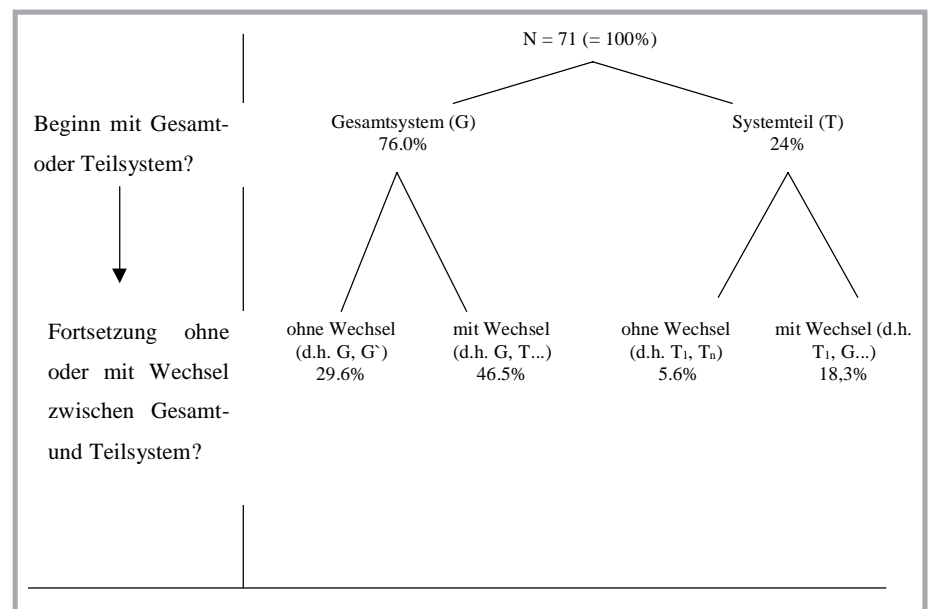 N = 71 (= 100%)
Beginn mit Gesamt-
oder Teilsystem?
Gesamtsystem (G)
76.0%
Systemteil (T)
24%
Fortsetzung ohne
oder mit Wechsel
zwischen Gesamt-
und Teilsystem?
ohne Wechsel
(d.h. G, G`)
29.6%
mit Wechsel
(d.h. G, T...)
46.5%
ohne Wechsel
(d.h. T₁, Tₙ)
5.6%
mit Wechsel (d.h.
T₁, G...)
18,3%